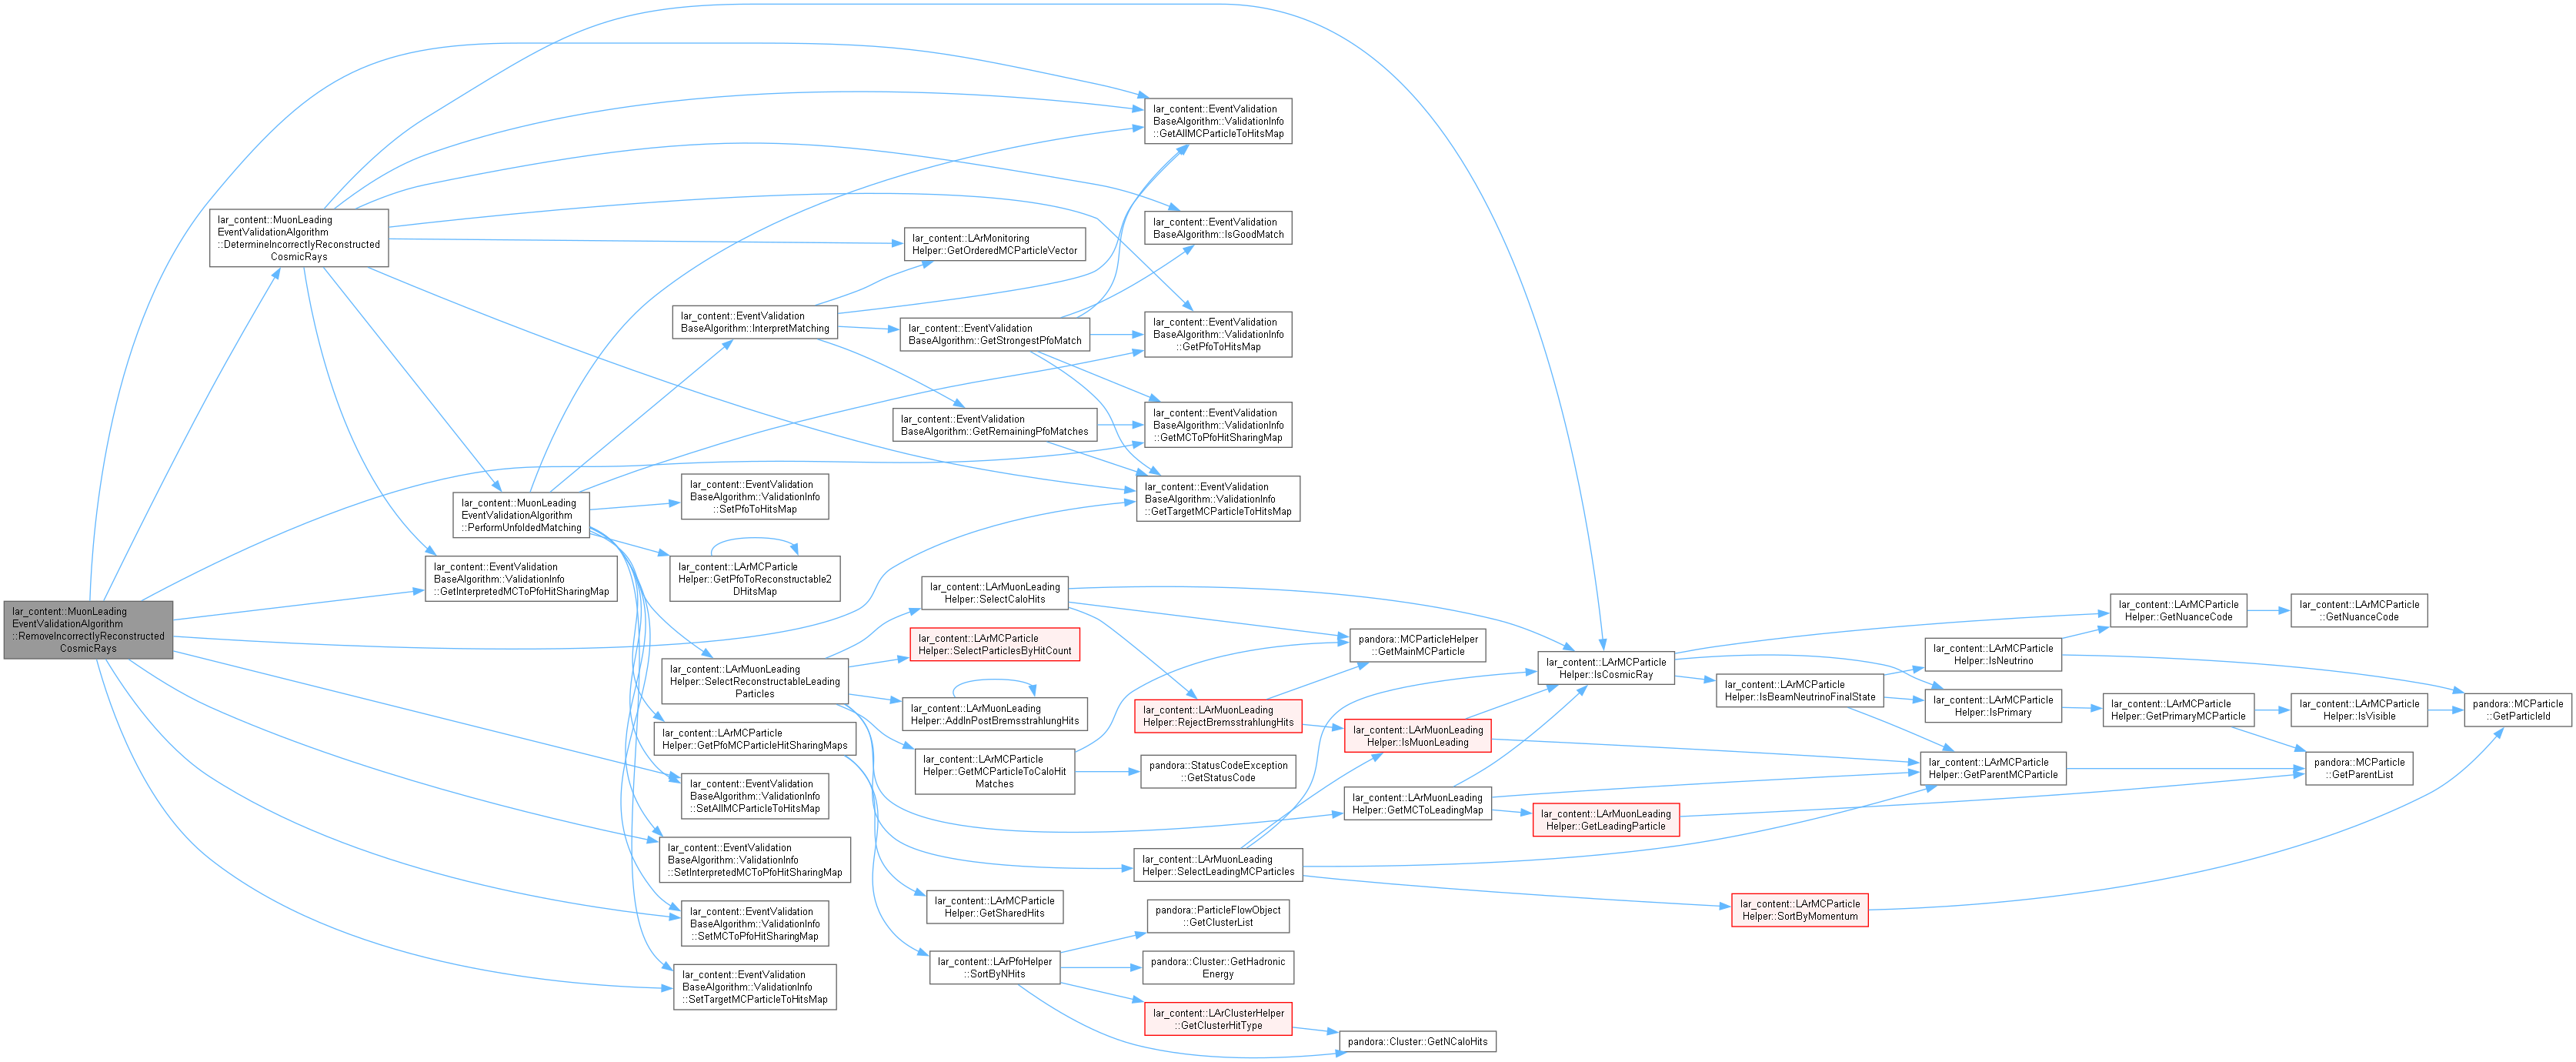 lar_content::MuonLeading
EventValidationAlgorithm
::RemoveIncorrectlyReconstructed
CosmicRays
lar_content::MuonLeading
EventValidationAlgorithm
::DetermineIncorrectlyReconstructed
CosmicRays
lar_content::EventValidation
BaseAlgorithm::ValidationInfo
::GetInterpretedMCToPfoHitSharingMap
lar_content::MuonLeading
EventValidationAlgorithm
::PerformUnfoldedMatching
lar_content::EventValidation
BaseAlgorithm::InterpretMatching
lar_content::EventValidation
BaseAlgorithm::ValidationInfo
::SetPfoToHitsMap
lar_content::LArMCParticle
Helper::GetPfoToReconstructable2
DHitsMap
lar_content::LArMuonLeading
Helper::SelectReconstructableLeading
Particles
lar_content::LArMCParticle
Helper::GetPfoMCParticleHitSharingMaps
lar_content::EventValidation
BaseAlgorithm::ValidationInfo
::SetAllMCParticleToHitsMap
lar_content::EventValidation
BaseAlgorithm::ValidationInfo
::SetInterpretedMCToPfoHitSharingMap
lar_content::EventValidation
BaseAlgorithm::ValidationInfo
::SetMCToPfoHitSharingMap
lar_content::EventValidation
BaseAlgorithm::ValidationInfo
::SetTargetMCParticleToHitsMap
lar_content::LArMonitoring
Helper::GetOrderedMCParticleVector
lar_content::EventValidation
BaseAlgorithm::GetStrongestPfoMatch
lar_content::EventValidation
BaseAlgorithm::GetRemainingPfoMatches
lar_content::LArMuonLeading
Helper::SelectCaloHits
lar_content::LArMCParticle
Helper::SelectParticlesByHitCount
lar_content::LArMuonLeading
Helper::AddInPostBremsstrahlungHits
lar_content::LArMCParticle
Helper::GetMCParticleToCaloHit
Matches
lar_content::LArMCParticle
Helper::GetSharedHits
lar_content::LArPfoHelper
::SortByNHits
lar_content::EventValidation
BaseAlgorithm::ValidationInfo
::GetAllMCParticleToHitsMap
lar_content::EventValidation
BaseAlgorithm::IsGoodMatch
lar_content::EventValidation
BaseAlgorithm::ValidationInfo
::GetPfoToHitsMap
lar_content::EventValidation
BaseAlgorithm::ValidationInfo
::GetMCToPfoHitSharingMap
lar_content::EventValidation
BaseAlgorithm::ValidationInfo
::GetTargetMCParticleToHitsMap
lar_content::LArMuonLeading
Helper::RejectBremsstrahlungHits
pandora::StatusCodeException
::GetStatusCode
lar_content::LArMuonLeading
Helper::SelectLeadingMCParticles
pandora::ParticleFlowObject
::GetClusterList
pandora::Cluster::GetHadronic
Energy
lar_content::LArClusterHelper
::GetClusterHitType
pandora::MCParticleHelper
::GetMainMCParticle
lar_content::LArMuonLeading
Helper::IsMuonLeading
lar_content::LArMuonLeading
Helper::GetMCToLeadingMap
pandora::Cluster::GetNCaloHits
lar_content::LArMCParticle
Helper::IsCosmicRay
lar_content::LArMuonLeading
Helper::GetLeadingParticle
lar_content::LArMCParticle
Helper::IsBeamNeutrinoFinalState
lar_content::LArMCParticle
Helper::SortByMomentum
lar_content::LArMCParticle
Helper::IsNeutrino
lar_content::LArMCParticle
Helper::IsPrimary
lar_content::LArMCParticle
Helper::GetParentMCParticle
lar_content::LArMCParticle
Helper::GetNuanceCode
lar_content::LArMCParticle
Helper::GetPrimaryMCParticle
lar_content::LArMCParticle
::GetNuanceCode
lar_content::LArMCParticle
Helper::IsVisible
pandora::MCParticle
::GetParentList
pandora::MCParticle
::GetParticleId